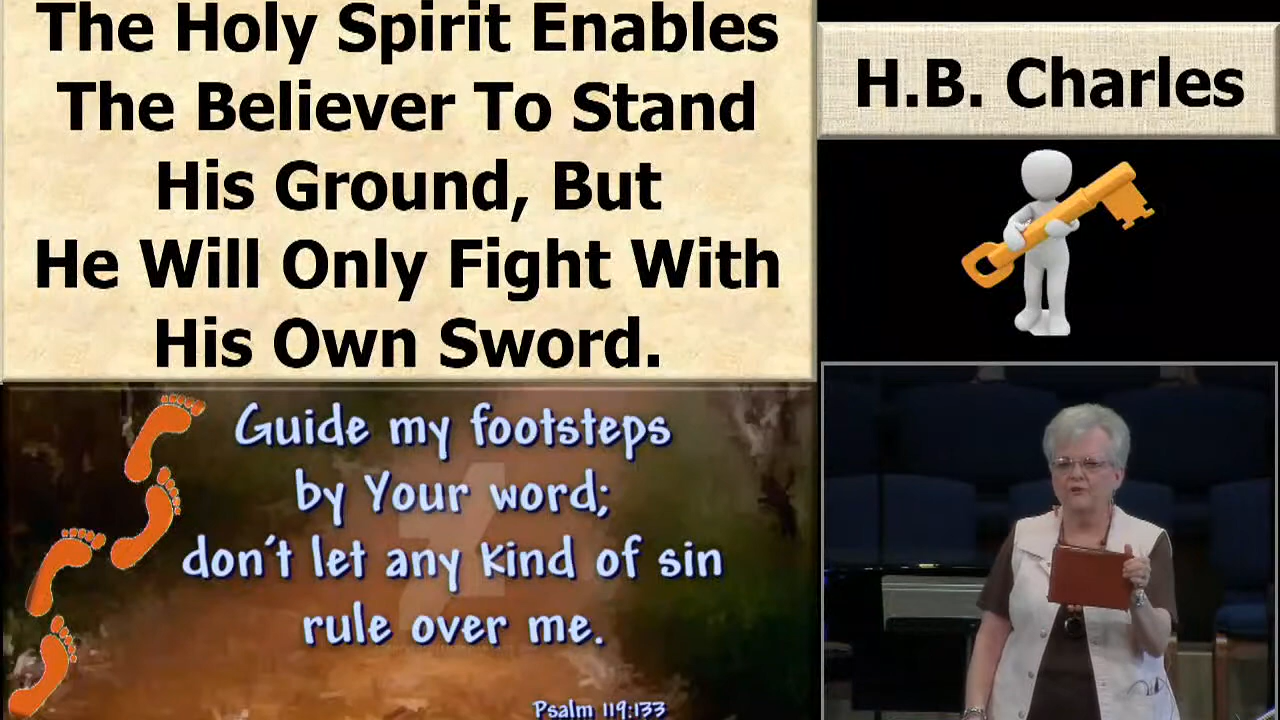 The Holy Spirit Enables
The Believer To Stand
His Ground, But
He Will Only Fight With
His Own Sword.
H.B. Charles
Guide my footsteps
by Your word;
don't let any kind of sin
rule over me.
Psalm 119:133